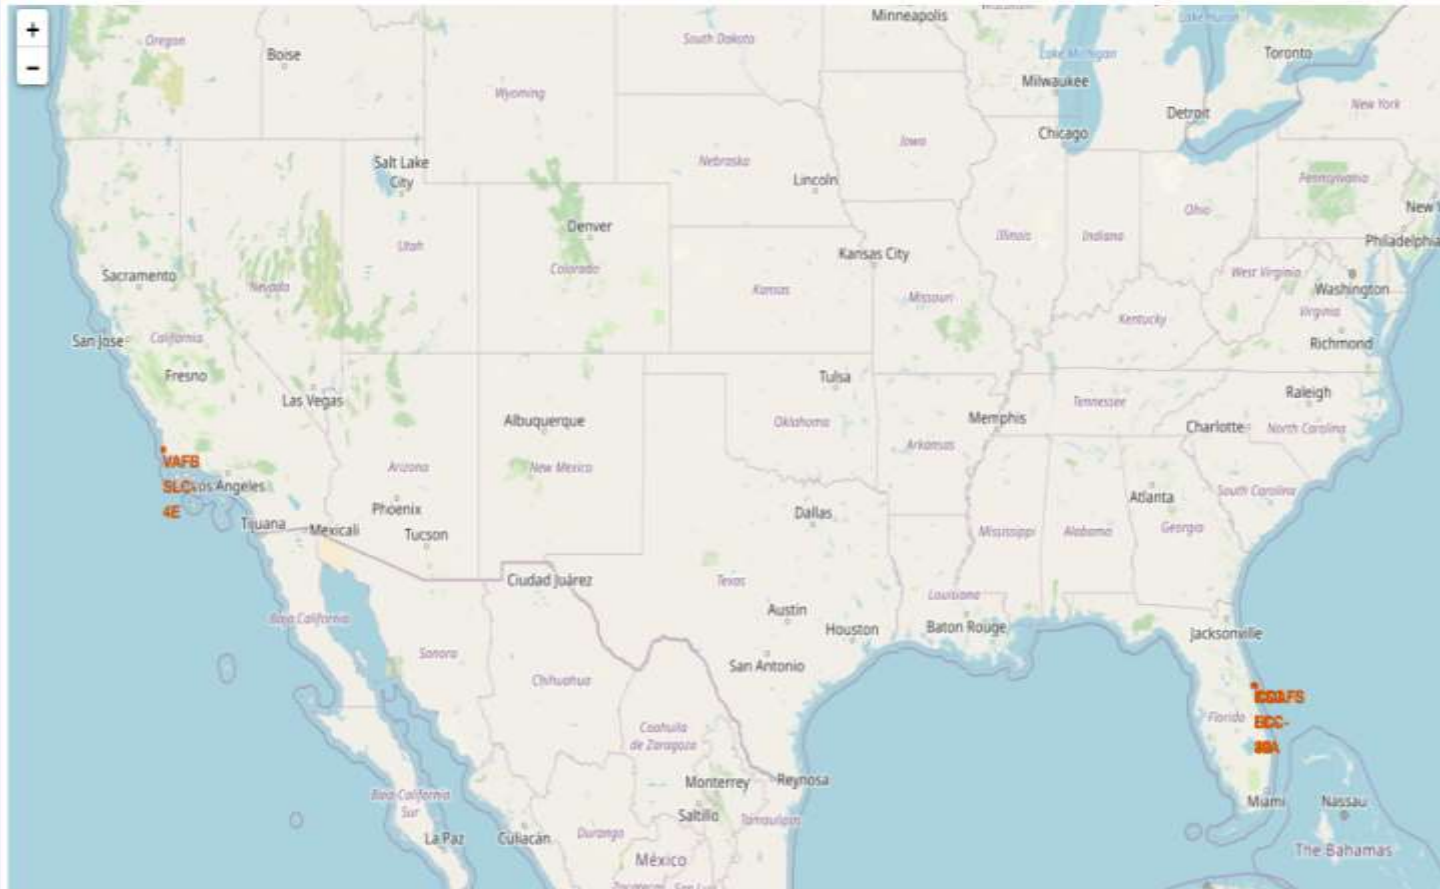 +
−
Minneapolis
Lake Huron
Oregon
South Dakota
Boise
Lake Michigan
Toronto
Milwaukee
Wyoming
New York
Detroit
Chicago
Iowa
Salt Lake
City
Nebraska
Lincoln
Pennsylvania
Ohio
New
Denver
Utah
Illinois
Indiana
Philadelphia
Kansas City
Colorado
Sacramento
West Virginia
Nevada
Kansas
Missouri
Washington
Virginia
Kentucky
San Jose
California
Richmond
Fresno
Tulsa
Las Vegas
Raleigh
Tennessee
Albuquerque
Oklahoma
Memphis
Charlotte
North Carolina
Arkansas
VAFB
SLC-
4E
Arizona
New Mexico
Los Angeles
South Carolina
Atlanta
Phoenix
Dallas
Tijuana
Mexicali
Tucson
Mississippi
Alabama
Georgia
Ciudad Juárez
Texas
Louisiana
Austin
Baja California
Houston
Baton Rouge
Jacksonville
Sonora
San Antonio
Chihuahua
Florida
Coahuila
de Zaragoza
Monterrey
Reynosa
Baja California
Sur
Miami
Nassau
Saltillo
Tamaulipas
La Paz
Culiacán
Durango
The Bahamas
México